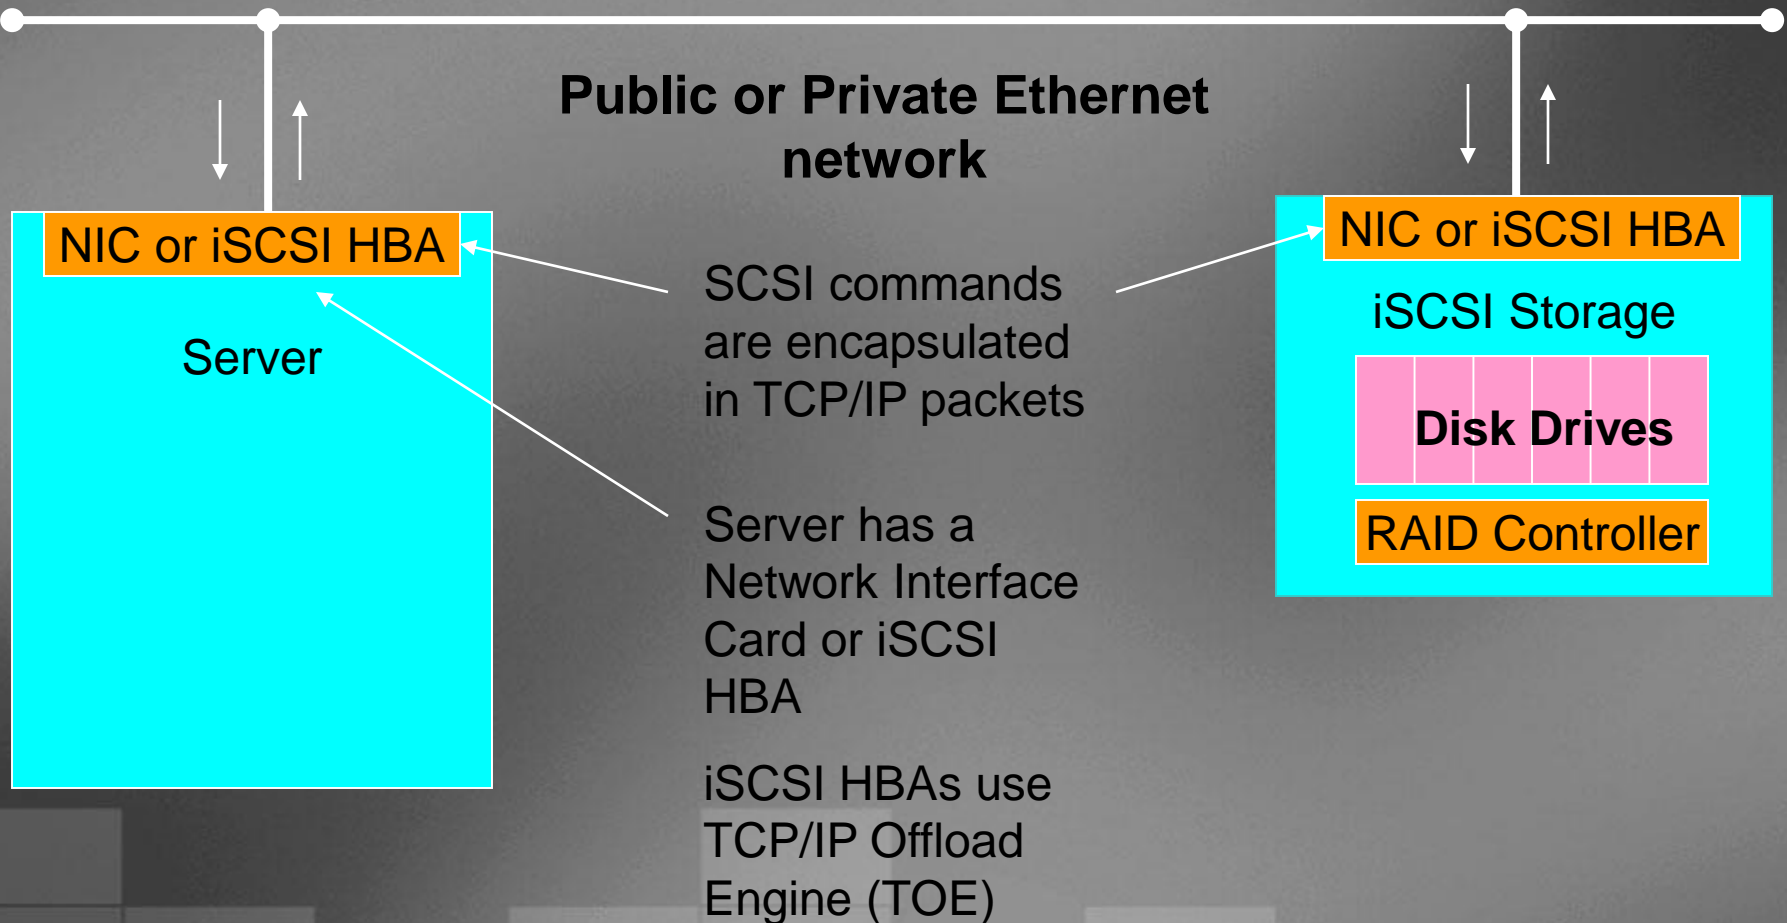 Public or Private Ethernet
network
NIC or iSCSI HBA
Server
SCSI commands
are encapsulated
in TCP/IP packets
Server has a
Network Interface
Card or iSCSI
HBA
iSCSI HBAs use
TCP/IP Offload
Engine (TOE)
NIC or iSCSI HBA
iSCSI Storage
Disk Drives
RAID Controller